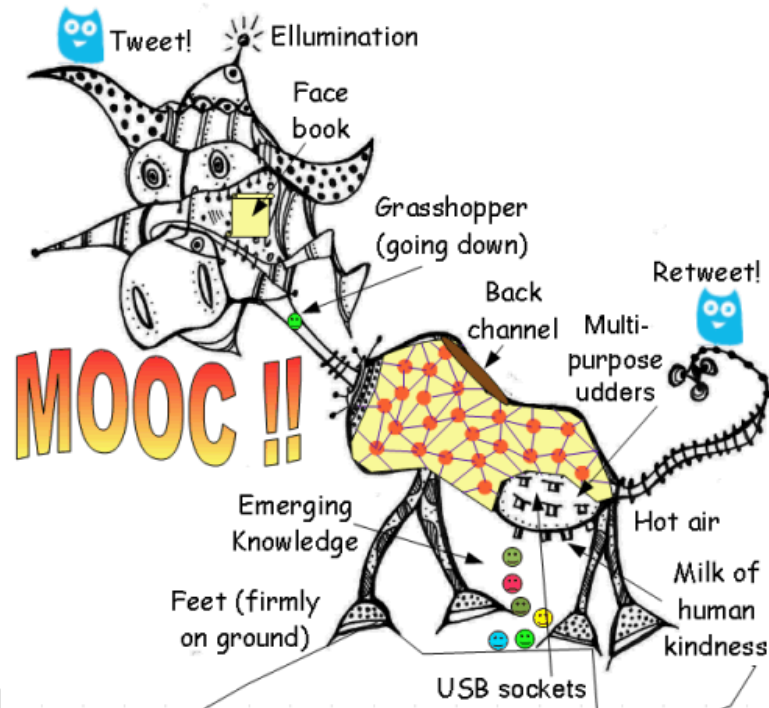 Tweet!
Ellumination
Face
book
Grasshopper
(going down)
Retweet!
Back
channel
Multi-
purpose
udders
MOOC !!
Emerging
Knowledge
Hot air
Feet (firmly
on ground)
Milk of
human
kindness
USB sockets